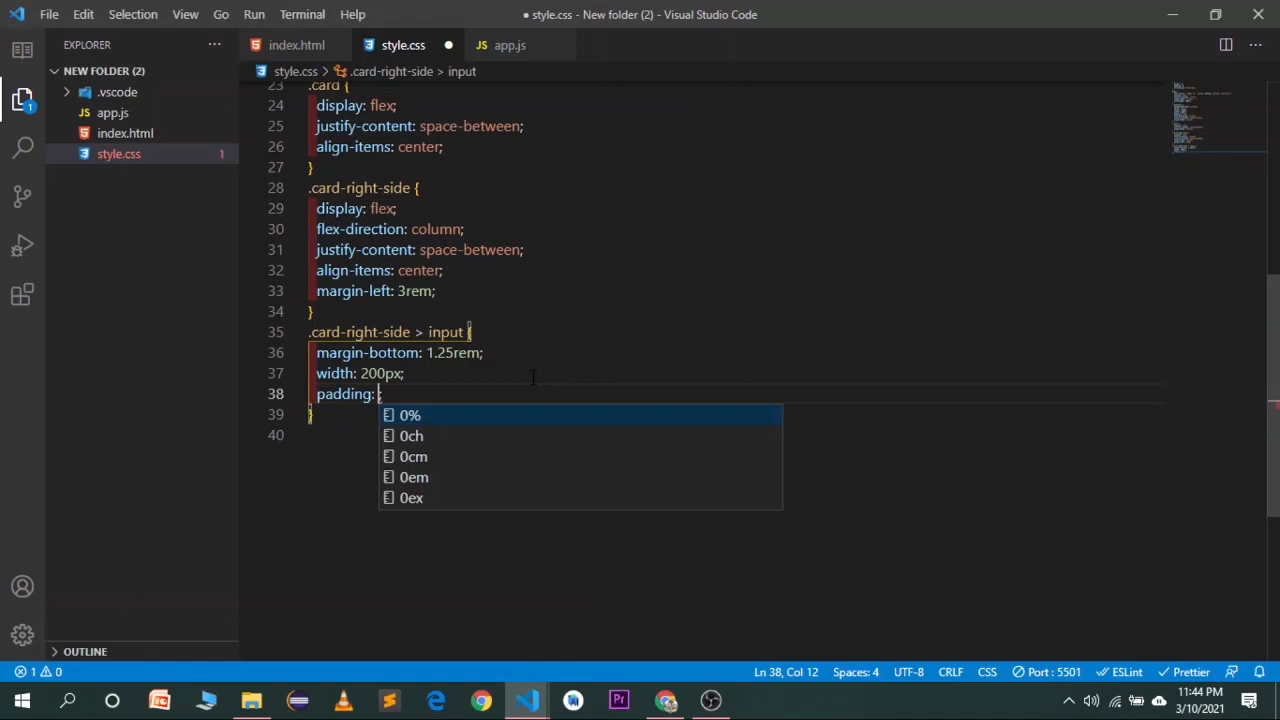 File Edit Selection View Go Run Terminal Help
● style.css - New folder (2) - Visual Studio Code
EXPLORER
index.html
style.css
JS app.js
NEW FOLDER (2)
style.css > .card-right-side > input
.vscode
JS app.js
index.html
style.css 1
1
23 .card {
24 display: flex;
25 justify-content: space-between;
26 align-items: center;
27 }
28 .card-right-side {
29 display: flex;
30 flex-direction: column;
31 justify-content: space-between;
32 align-items: center;
33 margin-left: 3rem;
34 }
35 .card-right-side > input {
36 margin-bottom: 1.25rem;
37 width: 200px;
38 padding: ;
39 }
40
0%
0ch
0cm
0em
0ex
OUTLINE
1 0
Ln 38, Col 12 Spaces: 4 UTF-8 CRLF CSS Port : 5501 ESLint Prettier
Pr
11:44 PM
3/10/2021